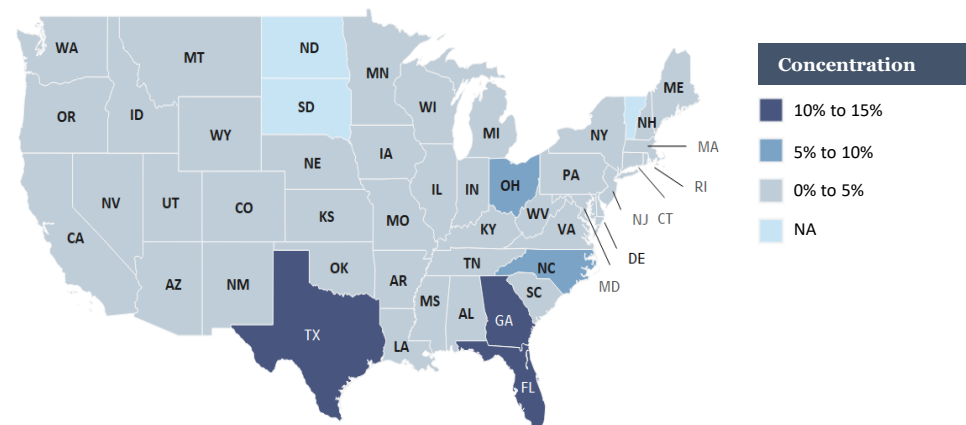 WA
MT
ND
MN
ME
OR
ID
SD
WI
NH
WY
MI
NY
MA
NE
IA
PA
RI
NV
UT
CO
IL
IN
OH
NJ
CT
CA
KS
MO
WV
VA
KY
DE
TN
NC
MD
AZ
NM
OK
AR
SC
MS
AL
GA
TX
LA
FL
Concentration
10% to 15%
5% to 10%
0% to 5%
NA